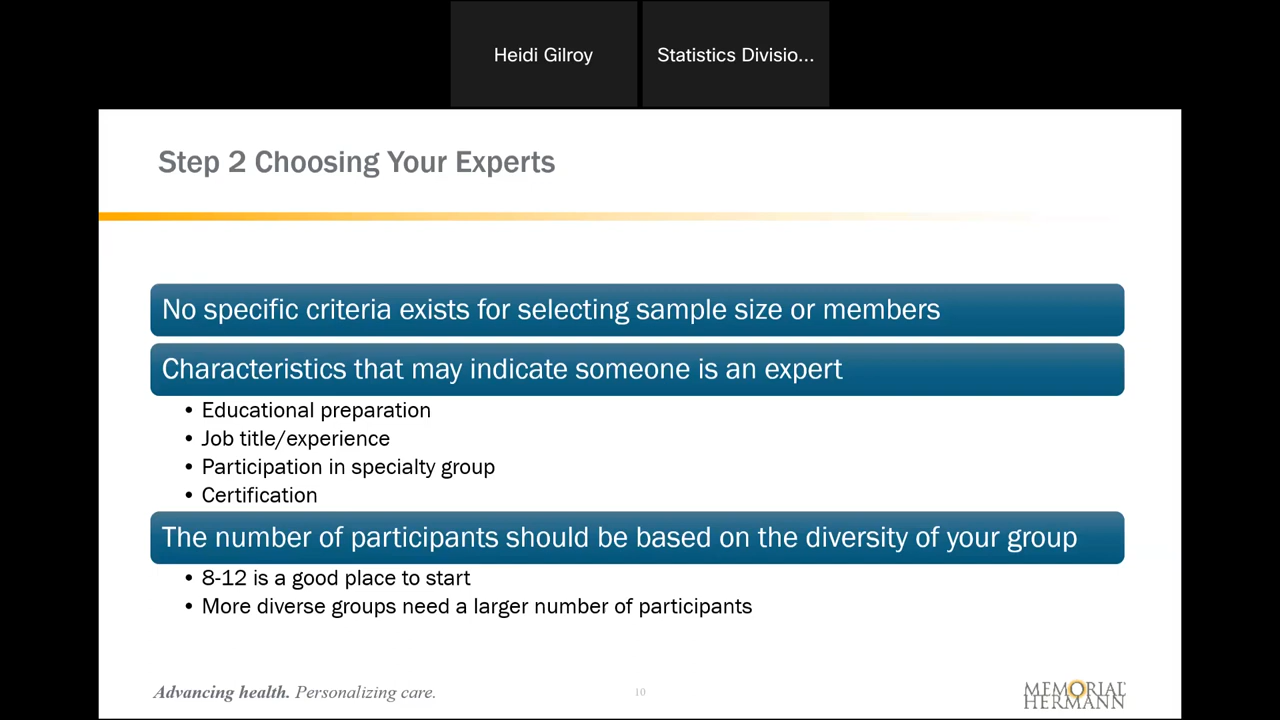 Heidi Gilroy
Statistics Divisio...
Step 2 Choosing Your Experts
No specific criteria exists for selecting sample size or members
Characteristics that may indicate someone is an expert
• Educational preparation
• Job title/experience
• Participation in specialty group
• Certification
The number of participants should be based on the diversity of your group
• 8-12 is a good place to start
• More diverse groups need a larger number of participants
Advancing health. Personalizing care.
10
MEMORIAL
HERMANN